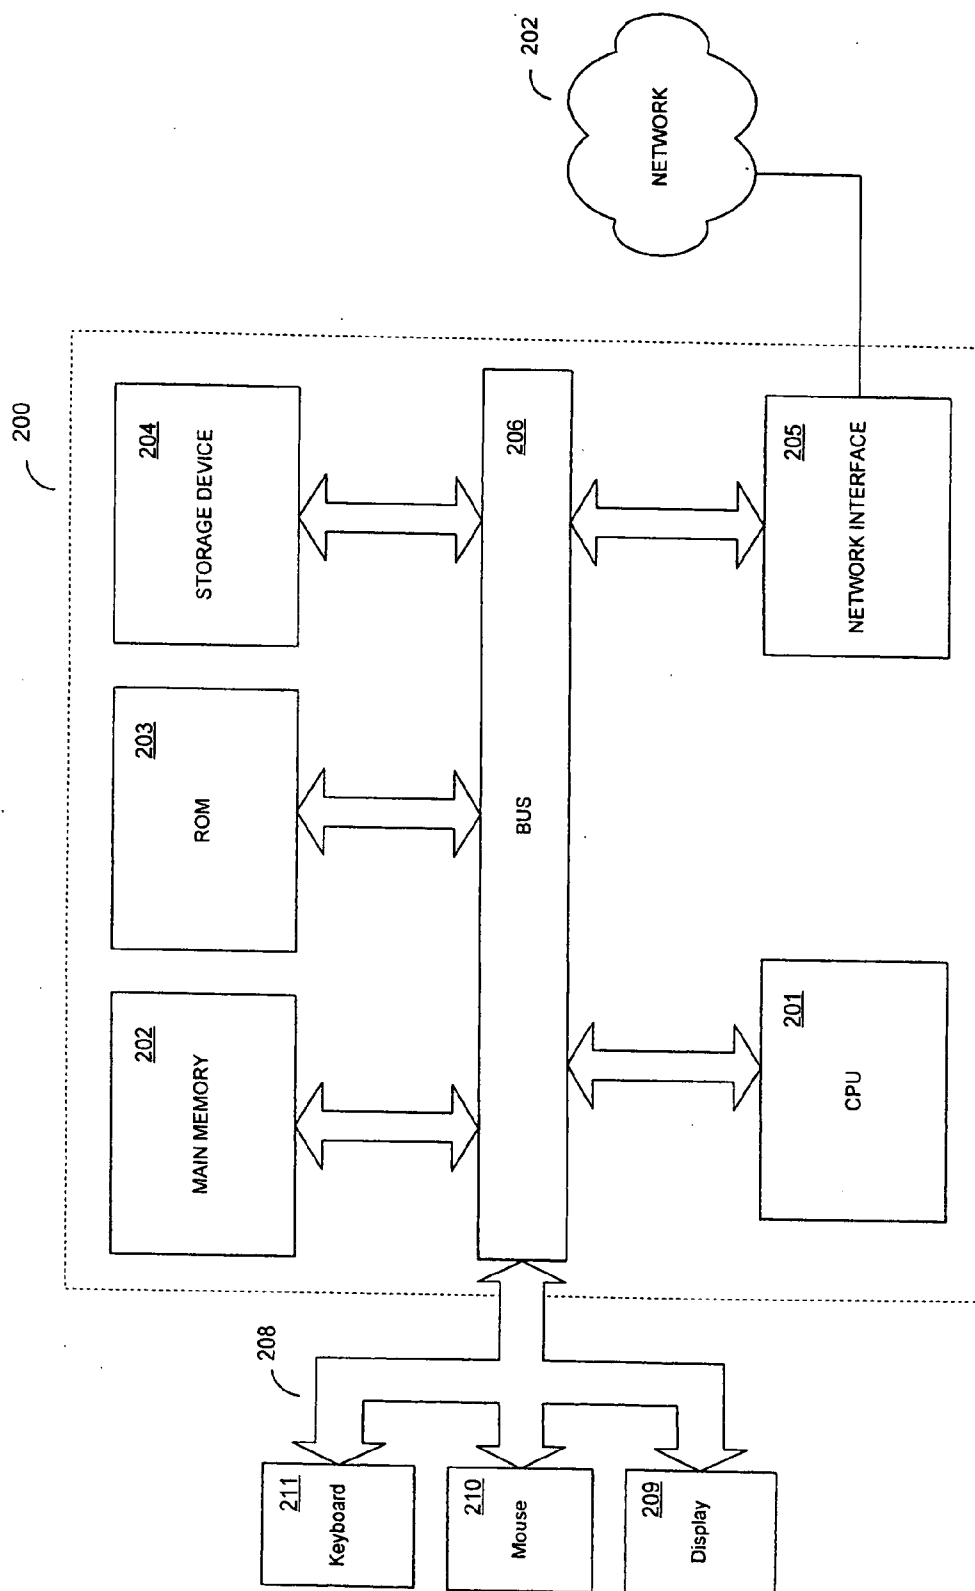 200
202
MAIN MEMORY
203
ROM
204
STORAGE DEVICE
208
211
Keyboard
210
Mouse
209
Display
206
BUS
202
NETWORK
201
CPU
205
NETWORK INTERFACE